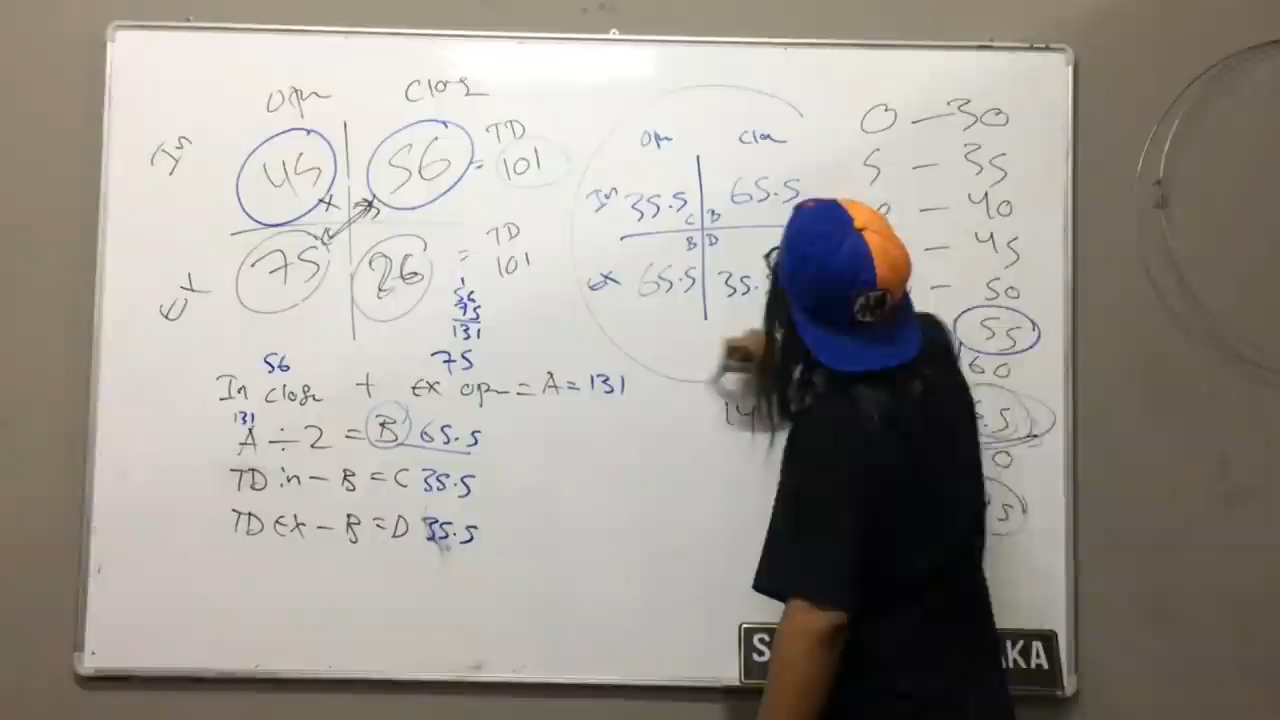 Opn Close
In 45 56 = TD 101
Ex 75 26 = TD 101
1
56
75
131
56 75
In close + ex opn = A = 131
131
A ÷ 2 = B 65.5
TD in - B = C 35.5
TD Ex - B = D 35.5
Opn Close
In 35.5 C B 65.5
B D
ex 65.5 35.
14
0 - 30
5 - 35
- 40
- 45
- 50
55
60